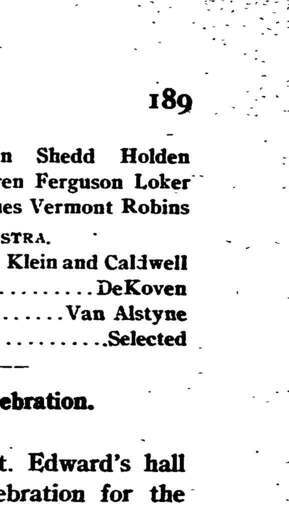 189
n Shedd Holden
ren Ferguson Loker
ues Vermont Robins
STRA.
Klein and Caldwell
.........DeKoven
......Van Alstyne
..........Selected
ebration.
t. Edward's hall
ebration for the